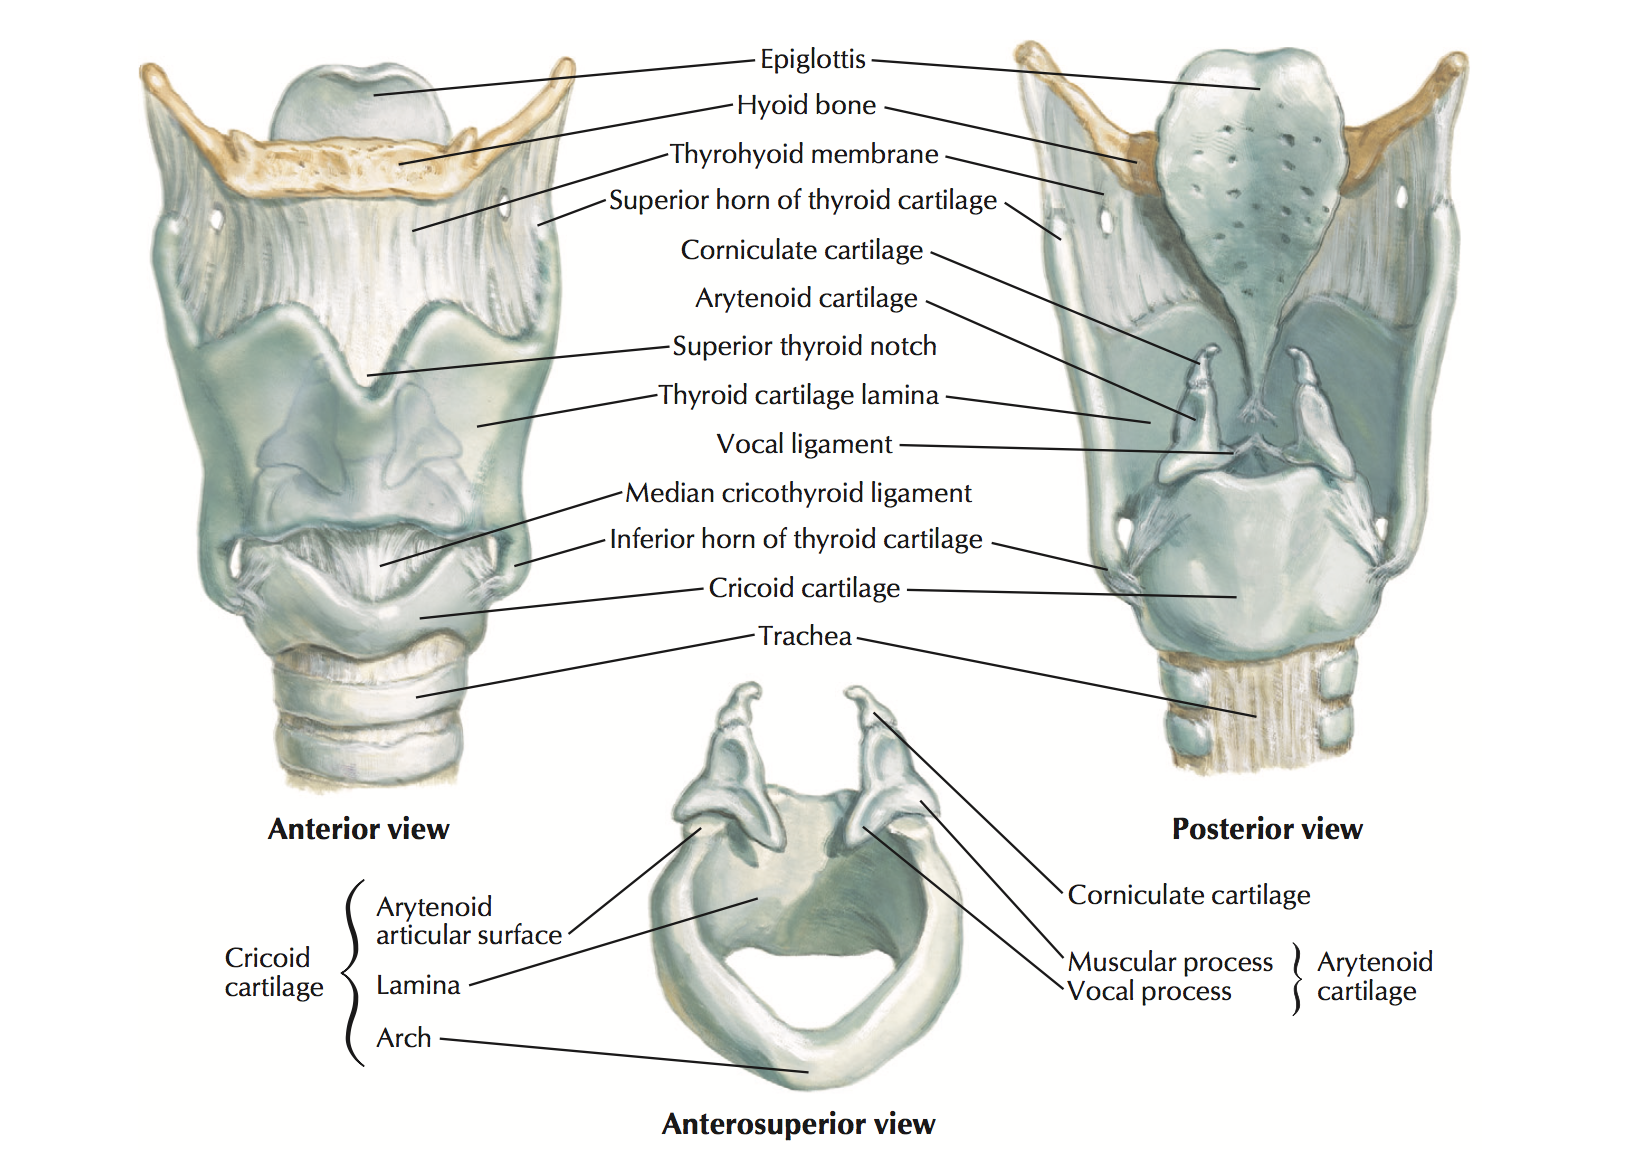 Epiglottis
Hyoid bone
Thyrohyoid membrane
Superior horn of thyroid cartilage
Corniculate cartilage
Arytenoid cartilage
Superior thyroid notch
Thyroid cartilage lamina
Vocal ligament
Median cricothyroid ligament
Inferior horn of thyroid cartilage
Cricoid cartilage
Trachea
Anterior view
Posterior view
Cricoid
cartilage
Arytenoid
articular surface
Lamina
Arch
Corniculate cartilage
Muscular process
Vocal process
Arytenoid
cartilage
Anterosuperior view